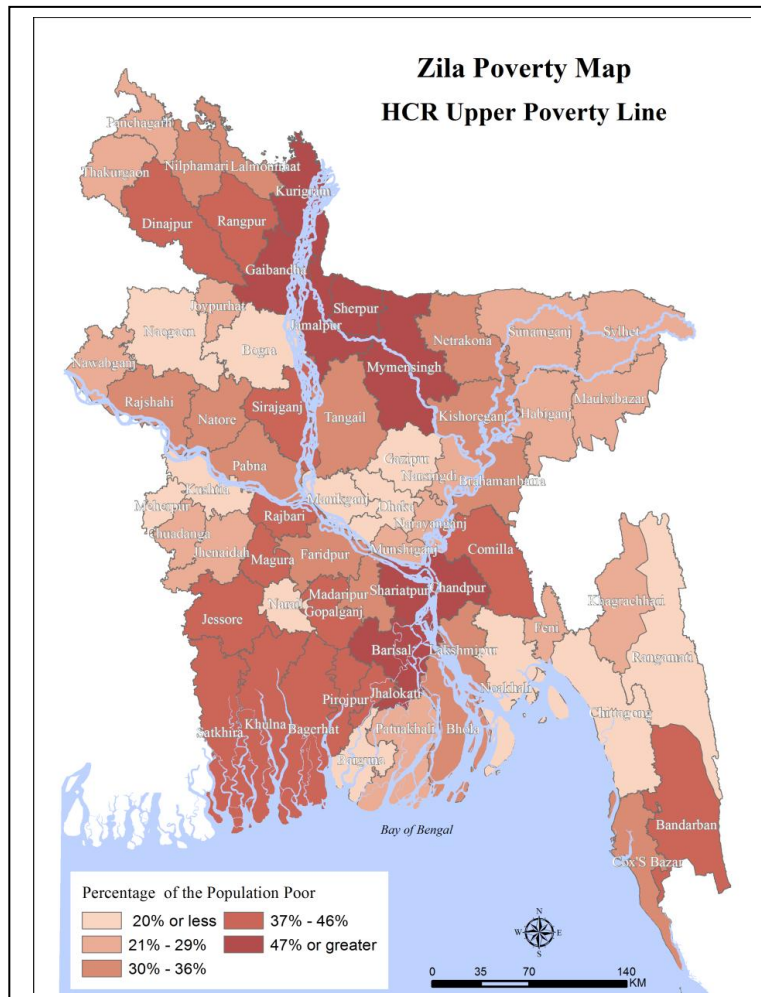 Zila Poverty Map
HCR Upper Poverty Line
Panchagarh
Thakurgaon
Nilphamari
Lalmonirhat
Kurigram
Dinajpur
Rangpur
Gaibandha
Joypurhat
Naogaon
Bogra
Jamalpur
Sherpur
Mymensingh
Netrakona
Sunamganj
Sylhet
Nawabganj
Rajshahi
Natore
Sirajganj
Tangail
Kishoreganj
Habiganj
Maulvibazar
Pabna
Gazipur
Narsingdi
Brahamanbaria
Kushtia
Meherpur
Manikganj
Dhaka
Narayanganj
Chuadanga
Jhenaidah
Rajbari
Magura
Faridpur
Munshiganj
Comilla
Jessore
Narail
Madaripur
Gopalganj
Shariatpur
Chandpur
Khagrachhari
Rangamati
Feni
Barisal
Lakshmipur
Noakhali
Chittagong
Pirojpur
Jhalokati
Satkhira
Khulna
Bagerhat
Patuakhali
Bhola
Bargana
Bandarban
Cox'S Bazar
Bay of Bengal
Percentage of the Population Poor
20% or less
21% - 29%
30% - 36%
37% - 46%
47% or greater
N
W
E
S
0 35 70 140
KM